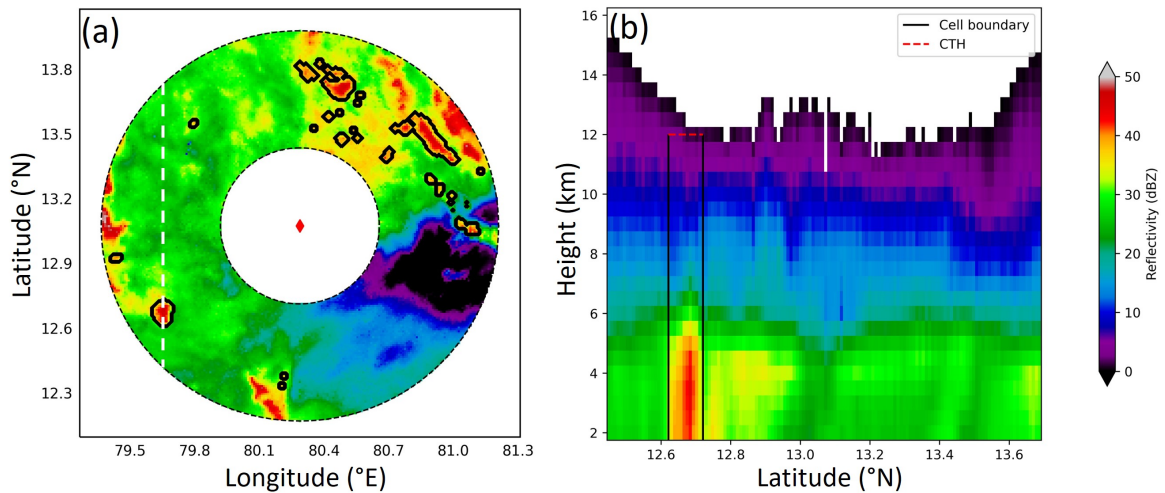 (a)
13.8
13.5
13.2
12.9
12.6
12.3
Latitude (°N)
79.5 79.8 80.1 80.4 80.7 81.0 81.3
Longitude (°E)
(b)
Cell boundary
CTH
16
14
12
10
8
6
4
2
Height (km)
12.6 12.8 13.0 13.2 13.4 13.6
Latitude (°N)
50
40
30
20
10
0
Reflectivity (dBZ)